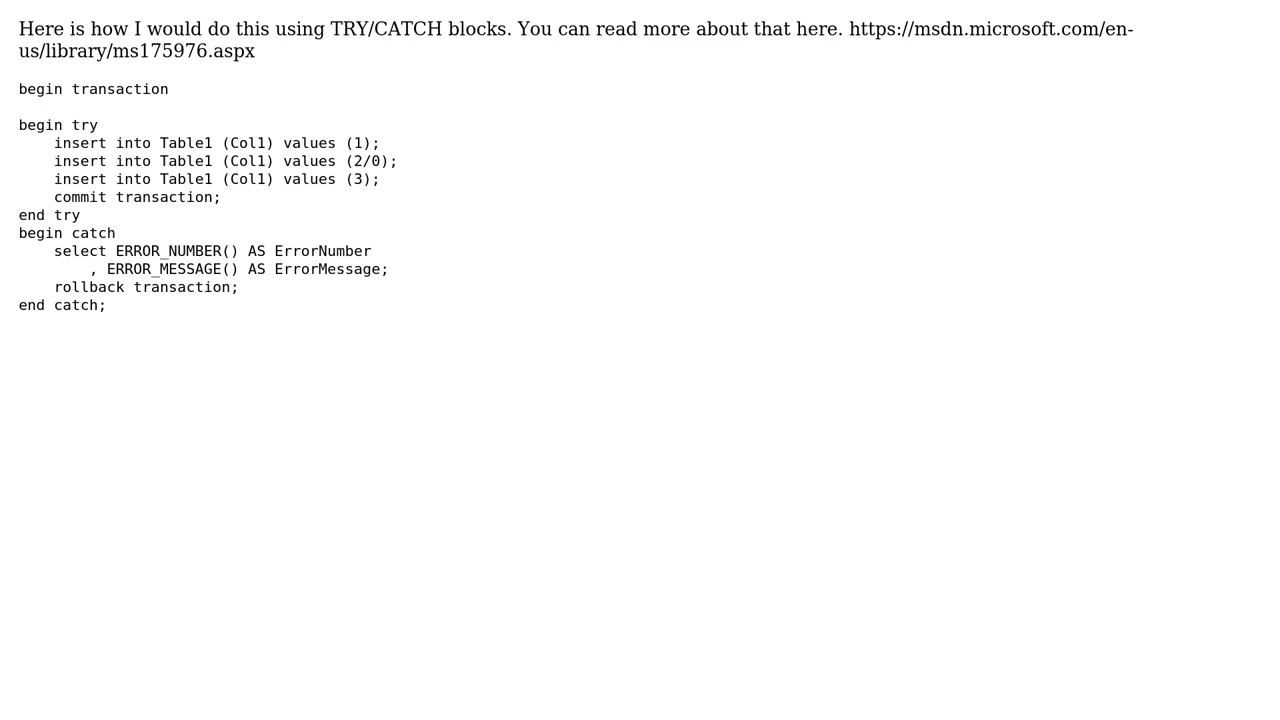 Here is how I would do this using TRY/CATCH blocks. You can read more about that here. https://msdn.microsoft.com/en-
us/library/ms175976.aspx
begin transaction
begin try
    insert into Table1 (Col1) values (1);
    insert into Table1 (Col1) values (2/0);
    insert into Table1 (Col1) values (3);
    commit transaction;
end try
begin catch
    select ERROR_NUMBER() AS ErrorNumber
        , ERROR_MESSAGE() AS ErrorMessage;
    rollback transaction;
end catch;